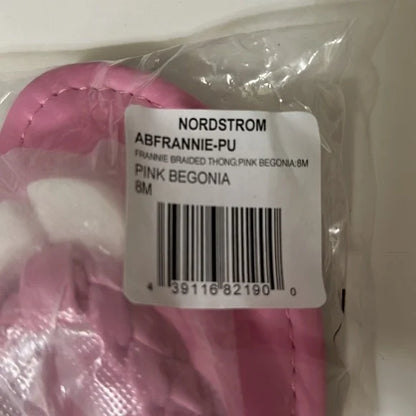 NORDSTROM
ABFRANNIE-PU
FRANNIE BRAIDED THONG:PINK BEGONIA:8M
PINK BEGONIA
8M
4 39116 82190 0